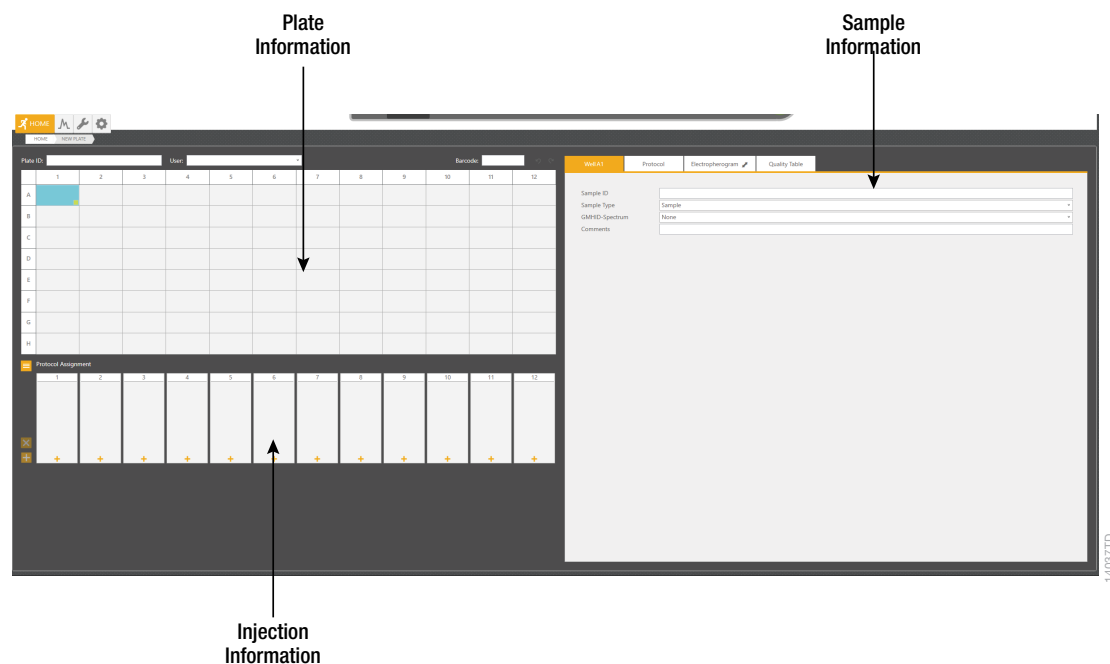 Plate
Information
Sample
Information
HOME
HOME NEW PLATE
Plate ID: User: Barcode:
1 2 3 4 5 6 7 8 9 10 11 12
A
B
C
D
E
F
G
H
Protocol Assignment
1 2 3 4 5 6 7 8 9 10 11 12
+ + + + + + + + + + + +
Well A1 Protocol Electropherogram Quality Table
Sample ID
Sample Type Sample
GMHID-Spectrum None
Comments
Injection
Information